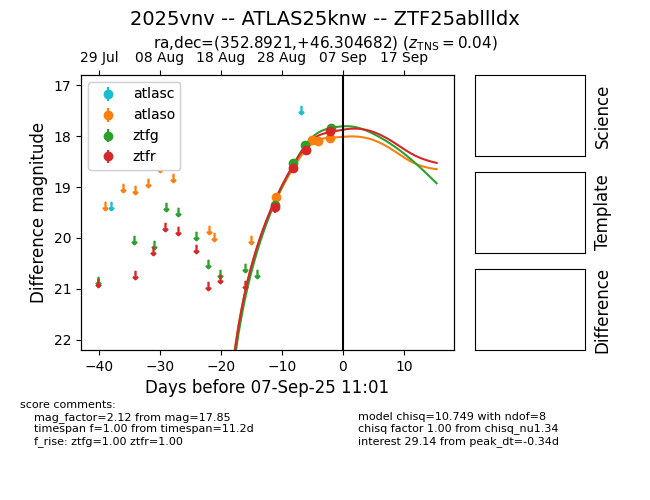 2025vnv -- ATLAS25knw -- ZTF25abllldx
ra,dec=(352.8921,+46.304682) (z_TNS = 0.04)
29 Jul 08 Aug 18 Aug 28 Aug 07 Sep 17 Sep
atlasc
atlaso
ztfg
ztfr
17
18
19
20
21
22
Difference magnitude
−40 −30 −20 −10 0 10
Days before 07-Sep-25 11:01
Science
Template
Difference
score comments:
mag_factor=2.12 from mag=17.85
timespan f=1.00 from timespan=11.2d
f_rise: ztfg=1.00 ztfr=1.00
model chisq=10.749 with ndof=8
chisq factor 1.00 from chisq_nu1.34
interest 29.14 from peak_dt=-0.34d